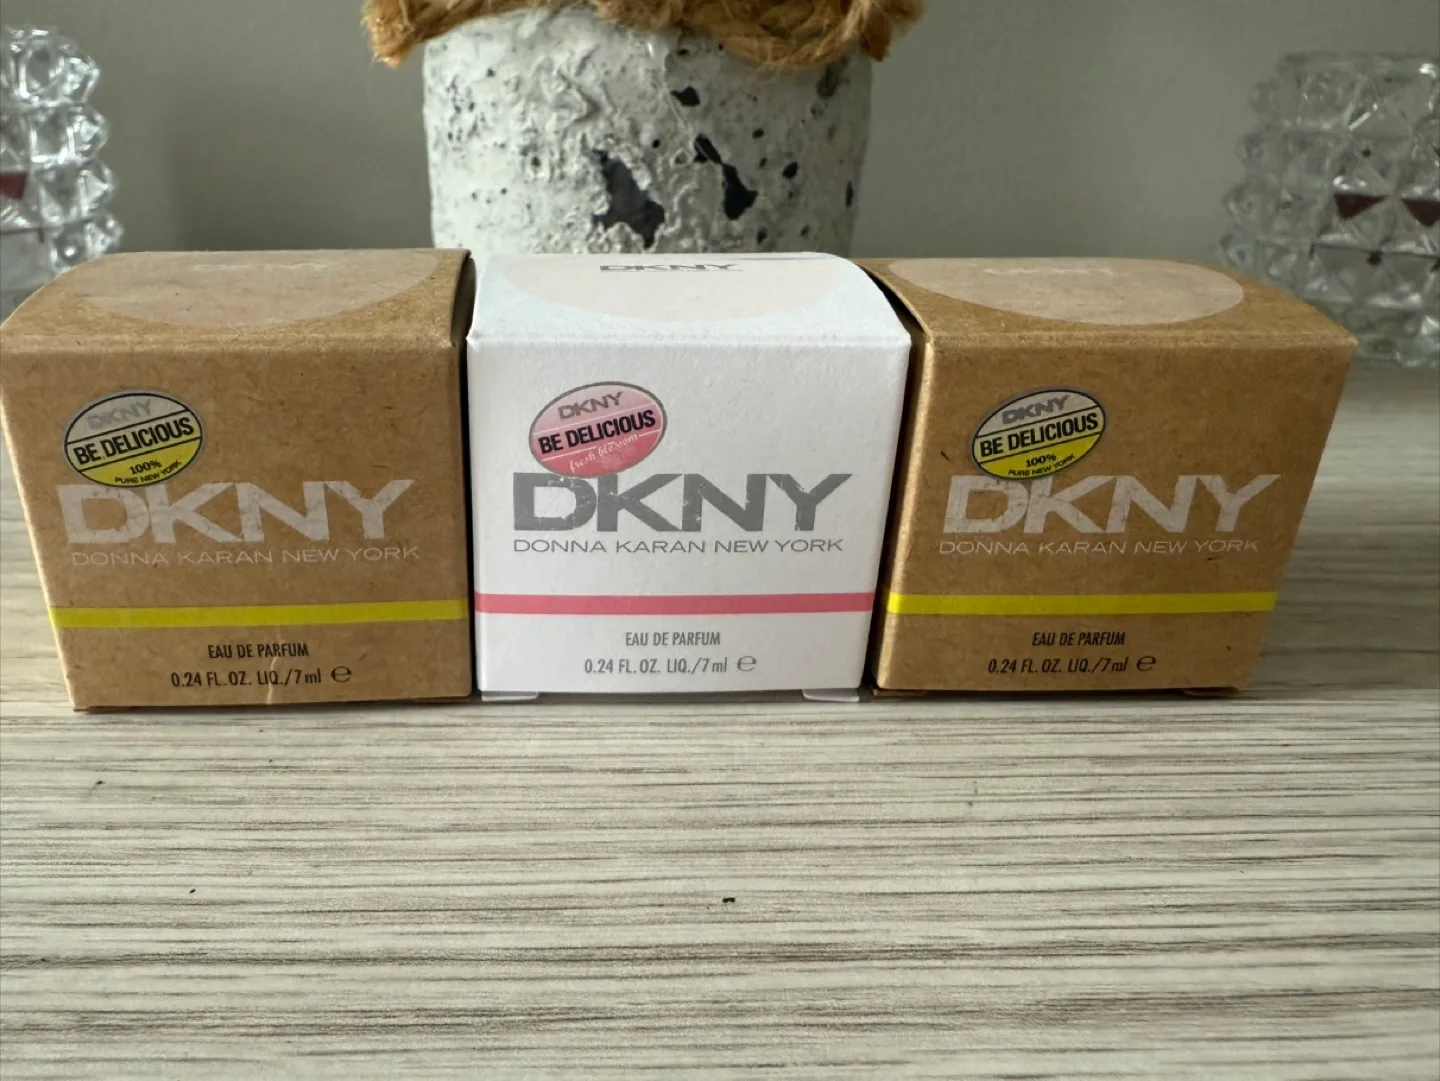 DKNY
BE DELICIOUS
100%
PURE NEW YORK
DKNY
DONNA KARAN NEW YORK
EAU DE PARFUM
0.24 FL. OZ. LIQ./7 ml ℮
DKNY
DKNY
BE DELICIOUS
fresh blossom
DKNY
DONNA KARAN NEW YORK
EAU DE PARFUM
0.24 FL. OZ. LIQ./7 ml ℮
DKNY
BE DELICIOUS
100%
PURE NEW YORK
DKNY
DONNA KARAN NEW YORK
EAU DE PARFUM
0.24 FL. OZ. LIQ./7 ml ℮